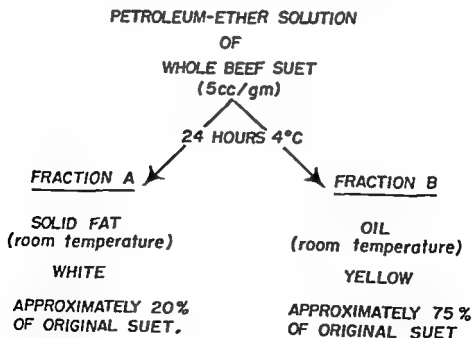 PETROLEUM-ETHER SOLUTION
OF
WHOLE BEEF SUET
(5cc/gm)
24 HOURS 4°C
FRACTION A
SOLID FAT
(room temperature)
WHITE
APPROXIMATELY 20%
OF ORIGINAL SUET.
FRACTION B
OIL
(room temperature)
YELLOW
APPROXIMATELY 75%
OF ORIGINAL SUET